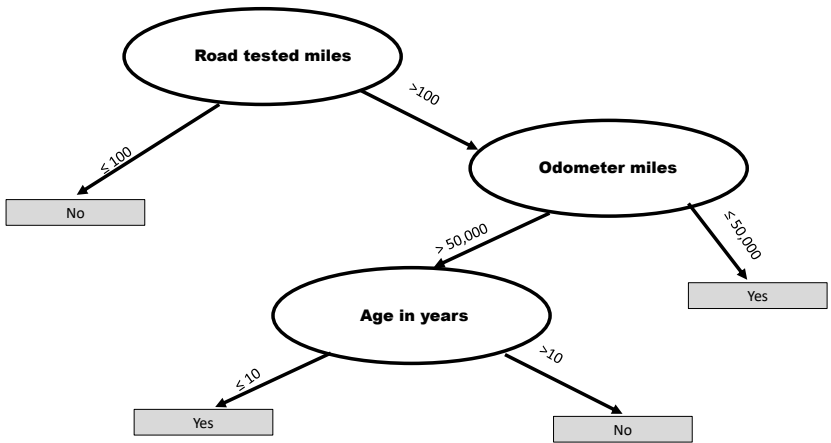 Road tested miles
≤ 100
>100
No
Odometer miles
> 50,000
≤ 50,000
Yes
Age in years
≤ 10
>10
Yes
No